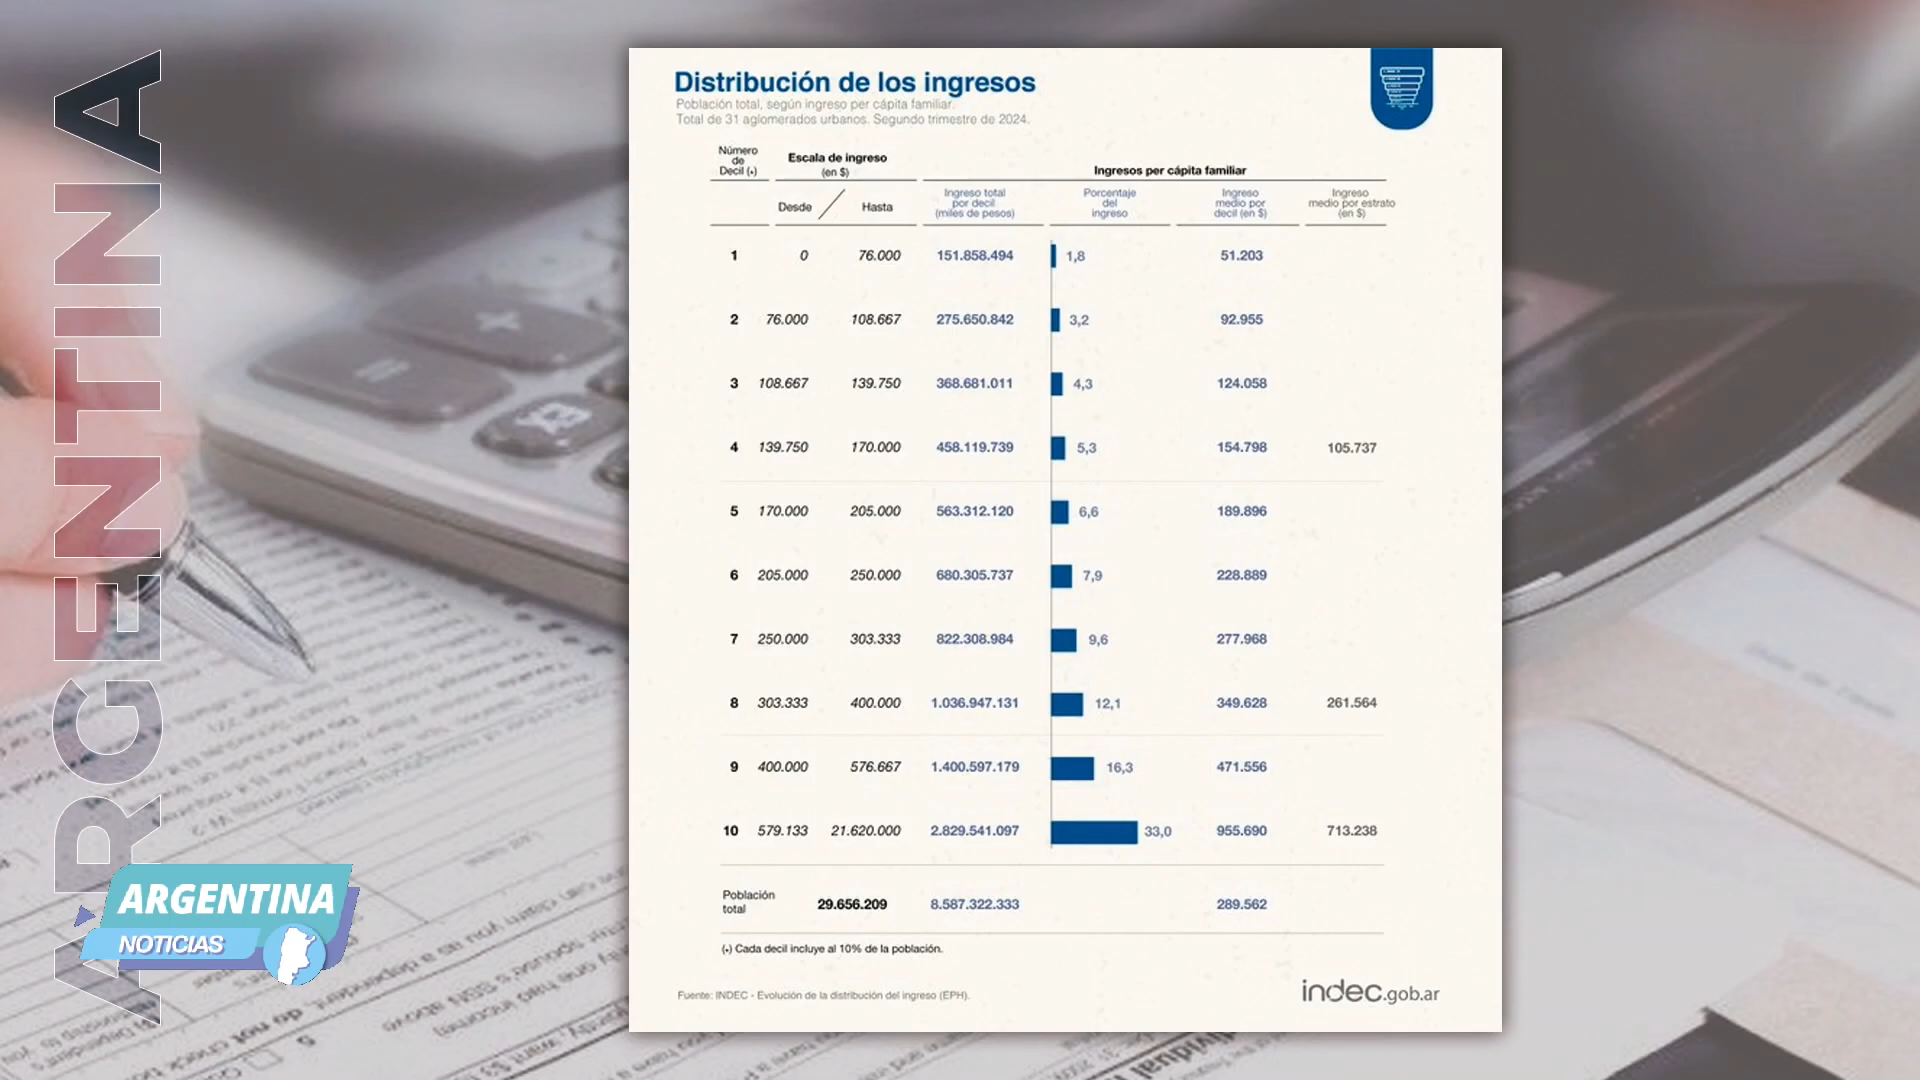 ARGENTINA
Distribución de los ingresos
Población total, según ingreso per cápita familiar.
Total de 31 aglomerados urbanos. Segundo trimestre de 2024.
Número de Decil (•)
Escala de ingreso (en $)
Ingresos per cápita familiar
Desde / Hasta
Ingreso total por decil (miles de pesos)
Porcentaje del ingreso
Ingreso medio por decil (en $)
Ingreso medio por estrato (en $)
1 0 76.000 151.858.494 1,8 51.203
2 76.000 108.667 275.650.842 3,2 92.955
3 108.667 139.750 368.681.011 4,3 124.058
4 139.750 170.000 458.119.739 5,3 154.798 105.737
5 170.000 205.000 563.312.120 6,6 189.896
6 205.000 250.000 680.305.737 7,9 228.889
7 250.000 303.333 822.308.984 9,6 277.968
8 303.333 400.000 1.036.947.131 12,1 349.628 261.564
9 400.000 576.667 1.400.597.179 16,3 471.556
10 579.133 21.620.000 2.829.541.097 33,0 955.690 713.238
Población total 29.656.209 8.587.322.333 289.562
(•) Cada decil incluye al 10% de la población.
Fuente: INDEC - Evolución de la distribución del ingreso (EPH).
indec.gob.ar
ARGENTINA
NOTICIAS